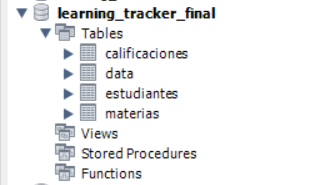 learning_tracker_final
Tables
calificaciones
data
estudiantes
materias
Views
Stored Procedures
Functions